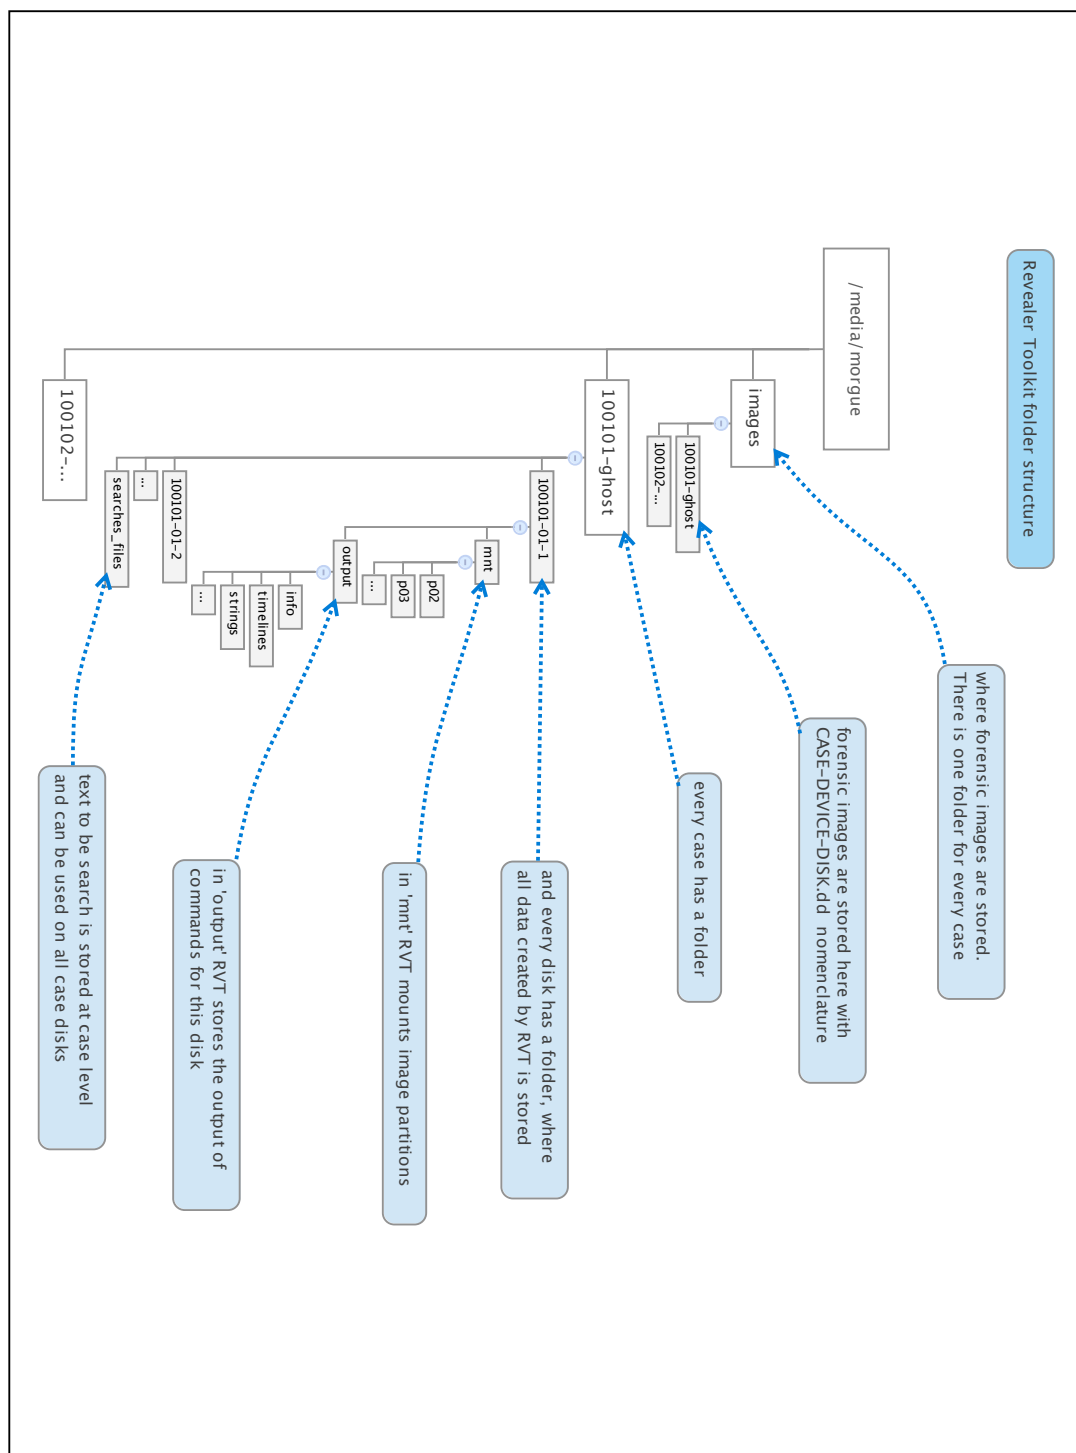 Revealer Toolkit folder structure
/media/morgue
images
100101-ghost
100102-...
100101-ghost
100101-01-1
mnt
p02
p03
...
output
info
timelines
strings
...
100101-01-2
...
searches_files
100102-...
where forensic images are stored.
There is one folder for every case
forensic images are stored here with
CASE-DEVICE-DISK.dd nomenclature
every case has a folder
and every disk has a folder, where
all data created by RVT is stored
in 'mnt' RVT mounts image partitions
in 'output' RVT stores the output of
commands for this disk
text to be search is stored at case level
and can be used on all case disks